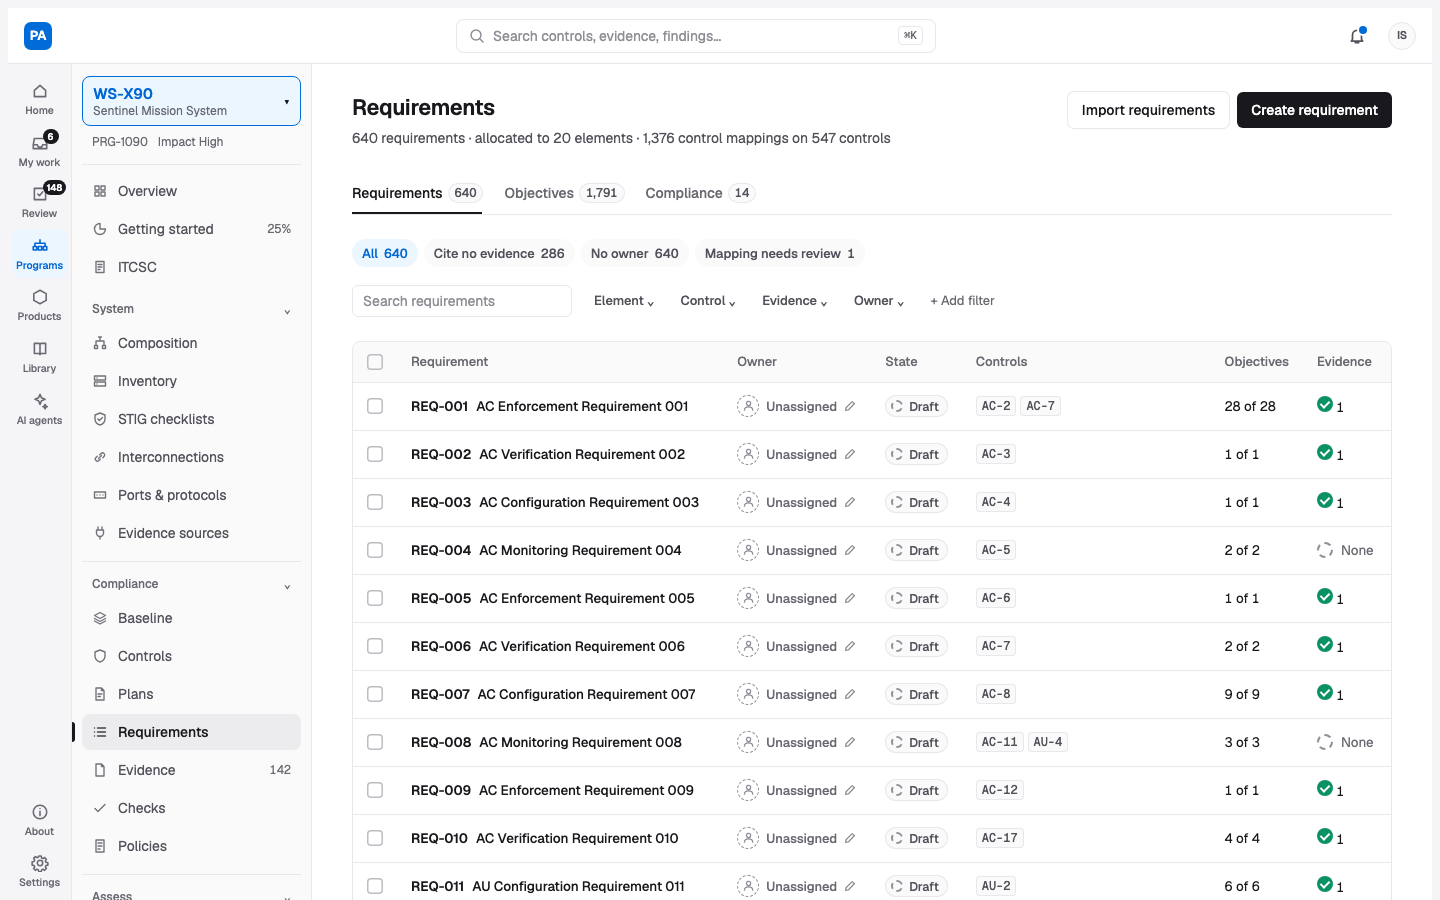 PA
Search controls, evidence, findings...
⌘K
IS
Home
6
My work
148
Review
Programs
Products
Library
AI agents
About
Settings
WS-X90
Sentinel Mission System
PRG-1090 Impact High
Overview
Getting started 25%
ITCSC
System
Composition
Inventory
STIG checklists
Interconnections
Ports & protocols
Evidence sources
Compliance
Baseline
Controls
Plans
Requirements
Evidence 142
Checks
Policies
Assess
Requirements
640 requirements · allocated to 20 elements · 1,376 control mappings on 547 controls
Import requirements
Create requirement
Requirements 640 Objectives 1,791 Compliance 14
All 640 Cite no evidence 286 No owner 640 Mapping needs review 1
Search requirements Element Control Evidence Owner + Add filter
Requirement Owner State Controls Objectives Evidence
REQ-001 AC Enforcement Requirement 001 Unassigned Draft AC-2 AC-7 28 of 28 1
REQ-002 AC Verification Requirement 002 Unassigned Draft AC-3 1 of 1 1
REQ-003 AC Configuration Requirement 003 Unassigned Draft AC-4 1 of 1 1
REQ-004 AC Monitoring Requirement 004 Unassigned Draft AC-5 2 of 2 None
REQ-005 AC Enforcement Requirement 005 Unassigned Draft AC-6 1 of 1 1
REQ-006 AC Verification Requirement 006 Unassigned Draft AC-7 2 of 2 1
REQ-007 AC Configuration Requirement 007 Unassigned Draft AC-8 9 of 9 1
REQ-008 AC Monitoring Requirement 008 Unassigned Draft AC-11 AU-4 3 of 3 None
REQ-009 AC Enforcement Requirement 009 Unassigned Draft AC-12 1 of 1 1
REQ-010 AC Verification Requirement 010 Unassigned Draft AC-17 4 of 4 1
REQ-011 AU Configuration Requirement 011 Unassigned Draft AU-2 6 of 6 1